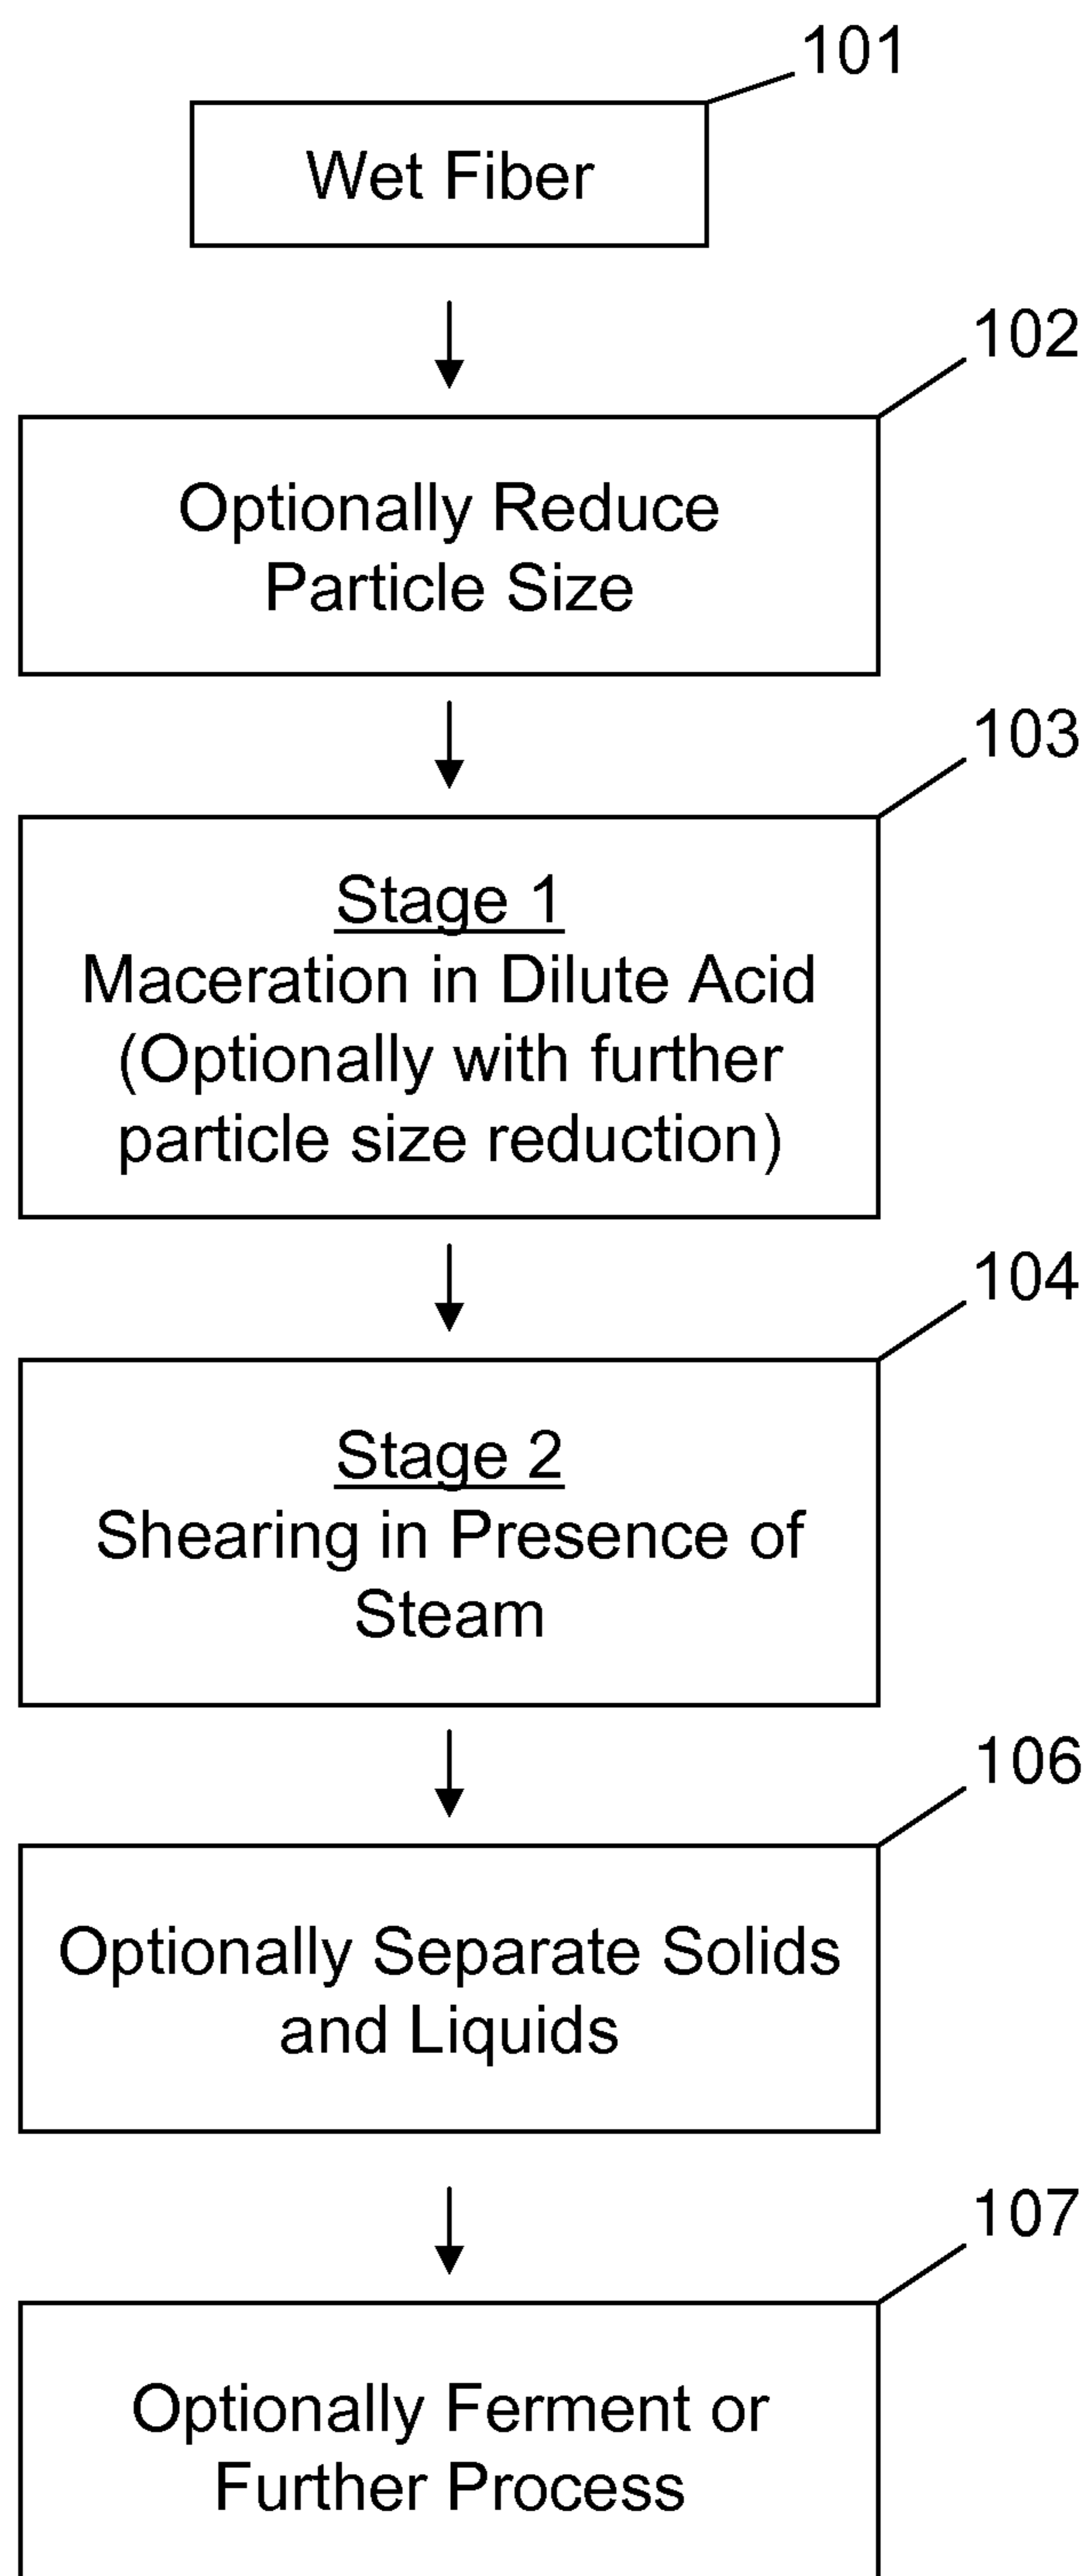 101
Wet Fiber
102
Optionally Reduce
Particle Size
103
Stage 1
Maceration in Dilute Acid
(Optionally with further
particle size reduction)
104
Stage 2
Shearing in Presence of
Steam
106
Optionally Separate Solids
and Liquids
107
Optionally Ferment or
Further Process